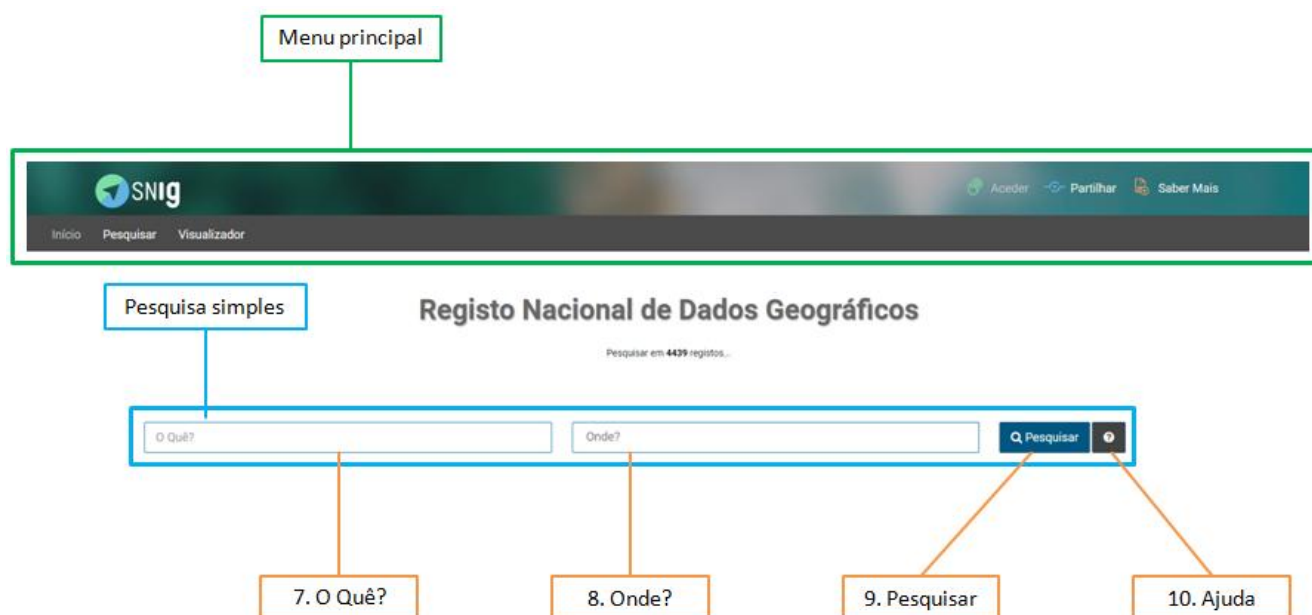 Menu principal
SNIg
Aceder Partilhar Saber Mais
Início Pesquisar Visualizador
Pesquisa simples
Registo Nacional de Dados Geográficos
Pesquisar em 4439 registos...
O Quê? Onde? Pesquisar ?
7. O Quê? 8. Onde? 9. Pesquisar 10. Ajuda